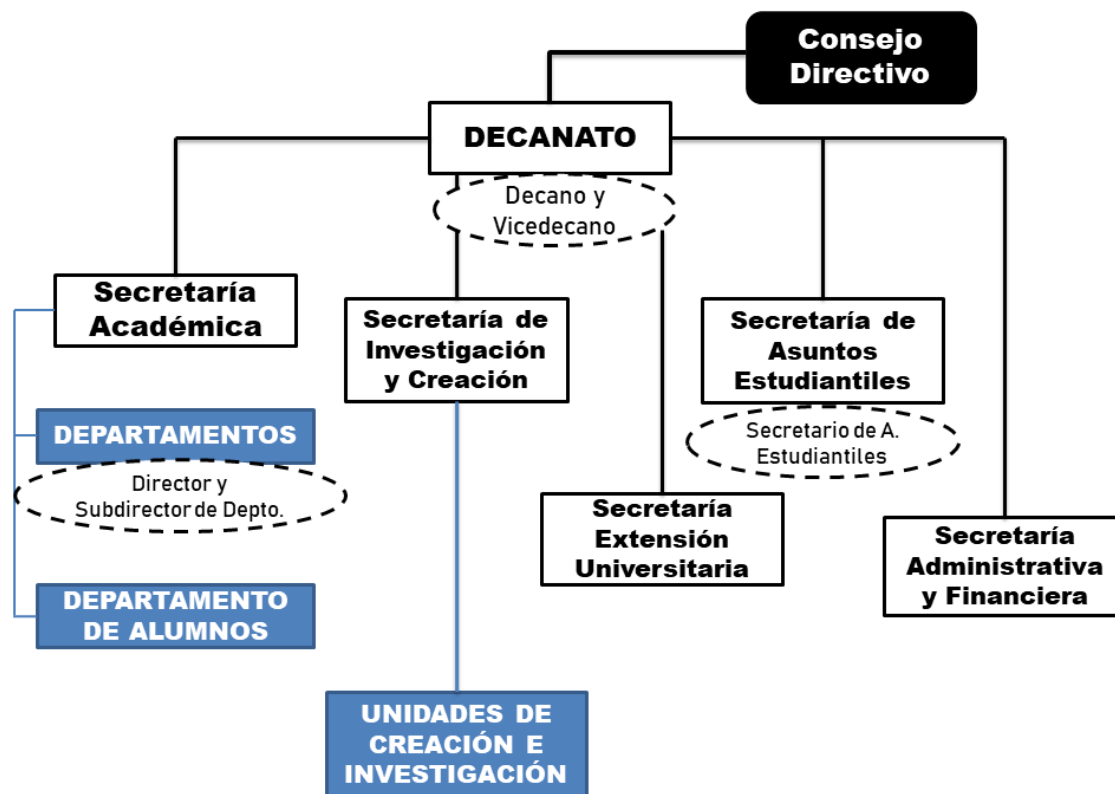 Consejo
Directivo
DECANATO
Decano y
Vicedecano
Secretaría
Académica
Secretaría de
Investigación
y Creación
Secretaría de
Asuntos
Estudiantiles
DEPARTAMENTOS
Secretario de A.
Estudiantiles
Director y
Subdirector de Depto.
Secretaría
Extensión
Universitaria
Secretaría
Administrativa
y Financiera
DEPARTAMENTO
DE ALUMNOS
UNIDADES DE
CREACIÓN E
INVESTIGACIÓN